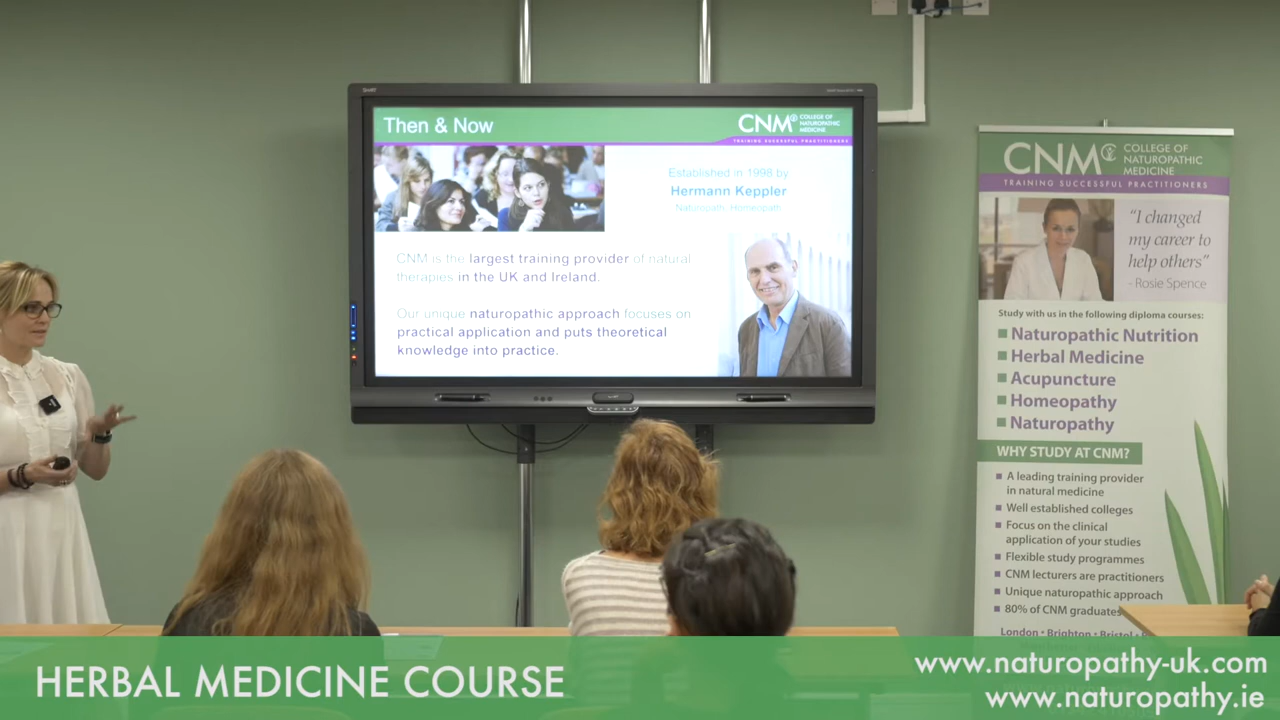 Then & Now
CNM COLLEGE OF
NATUROPATHIC
MEDICINE
TRAINING SUCCESSFUL PRACTITIONERS
Established in 1998 by
Hermann Keppler
Naturopath, Homeopath
CNM is the largest training provider of natural
therapies in the UK and Ireland.
Our unique naturopathic approach focuses on
practical application and puts theoretical
knowledge into practice.
CNM COLLEGE OF
NATUROPATHIC
MEDICINE
TRAINING SUCCESSFUL PRACTITIONERS
“I changed
my career to
help others”
- Rosie Spence
Study with us in the following diploma courses:
Naturopathic Nutrition
Herbal Medicine
Acupuncture
Homeopathy
Naturopathy
WHY STUDY AT CNM?
A leading training provider
in natural medicine
Well established colleges
Focus on the clinical
application of your studies
Flexible study programmes
CNM lecturers are practitioners
Unique naturopathic approach
80% of CNM graduates
London • Brighton • Bristol
HERBAL MEDICINE COURSE
www.naturopathy-uk.com
www.naturopathy.ie